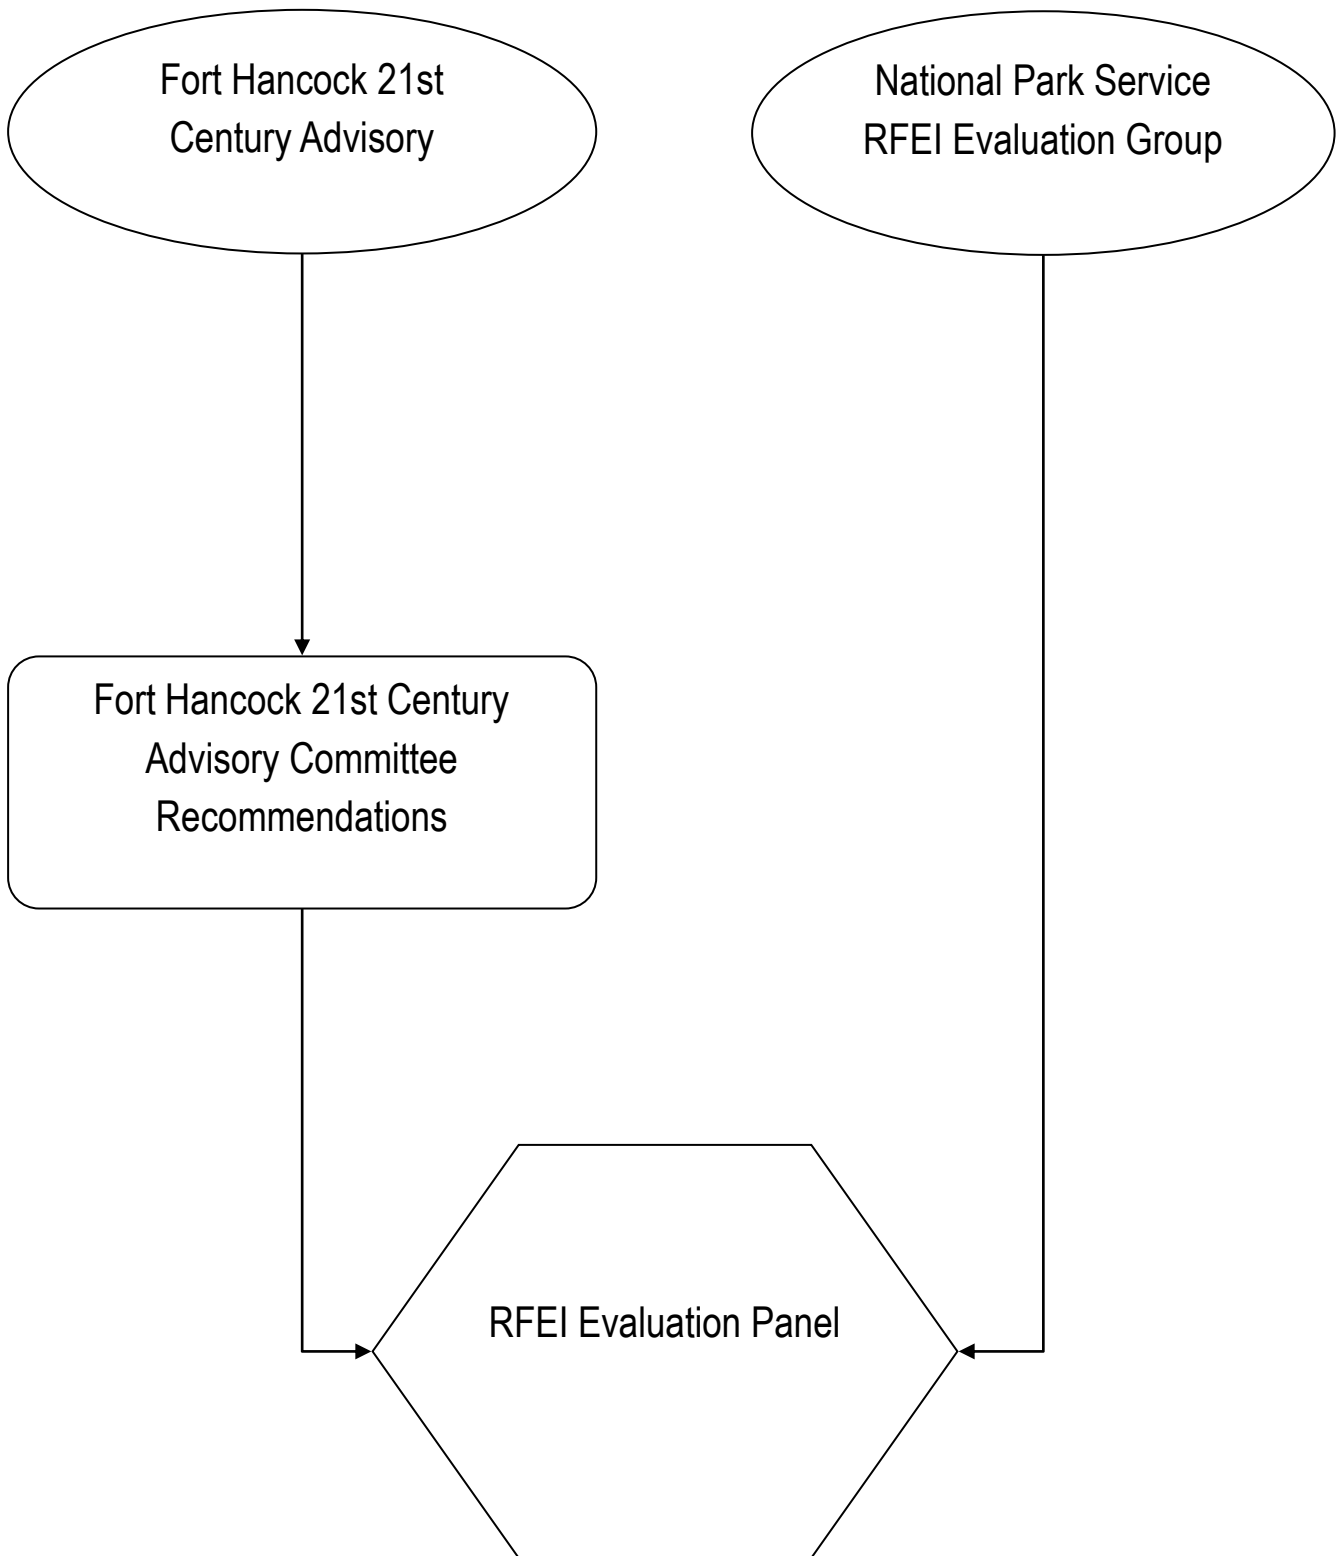 Fort Hancock 21st
Century Advisory
National Park Service
RFEI Evaluation Group
Fort Hancock 21st Century
Advisory Committee
Recommendations
RFEI Evaluation Panel